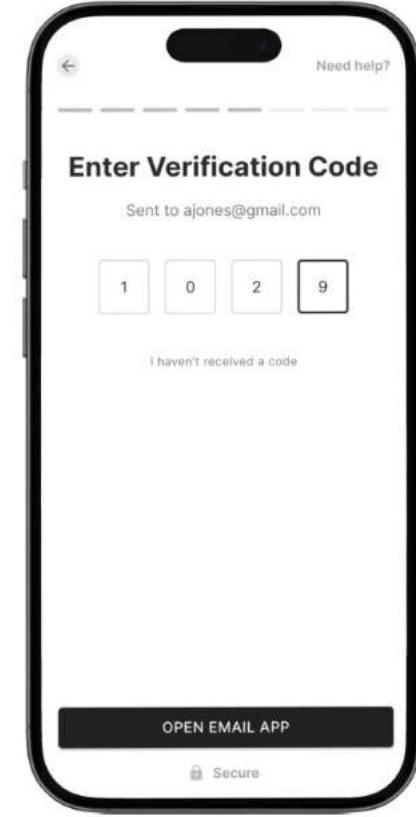 Need help?
Enter Verification Code
Sent to ajones@gmail.com
1 0 2 9
I haven't received a code
OPEN EMAIL APP
Secure